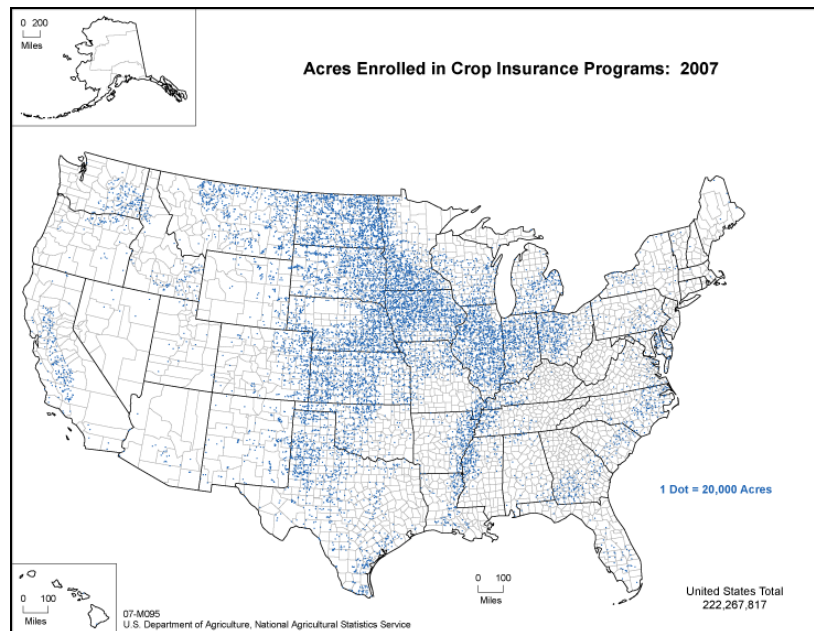 0 200
Miles
Acres Enrolled in Crop Insurance Programs: 2007
1 Dot = 20,000 Acres
0 100
Miles
0 100
Miles
United States Total
222,267,817
07-M095
U.S. Department of Agriculture, National Agricultural Statistics Service